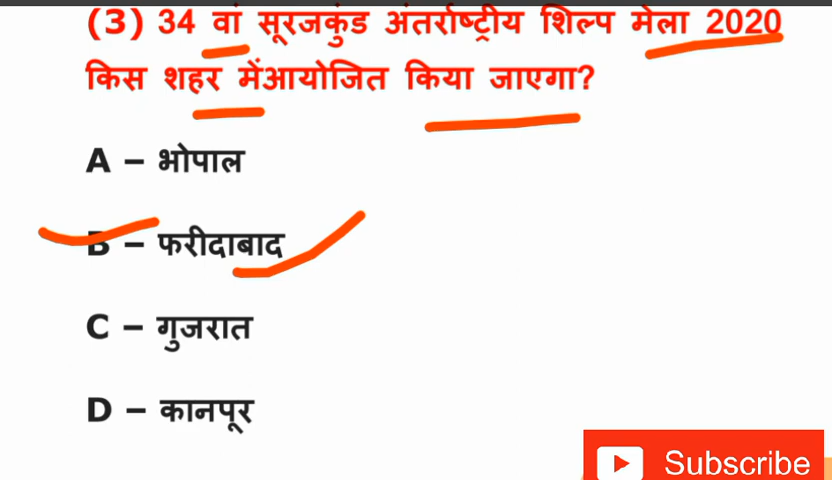 (3) 34 वां सूरजकुंड अंतर्राष्ट्रीय शिल्प मेला 2020
किस शहर मेंआयोजित किया जाएगा?
A – भोपाल
B – फरीदाबाद
C – गुजरात
D – कानपूर
Subscribe